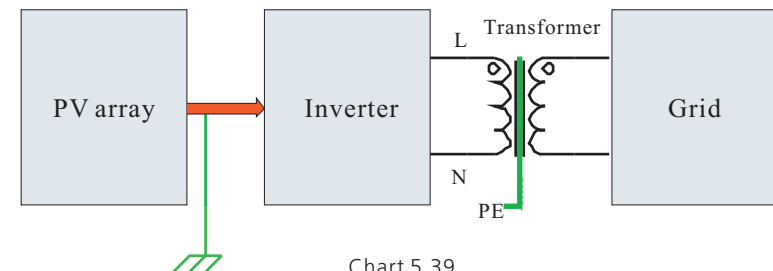 Transformer
L
PV array
Inverter
Grid
N
PE
Chart 5.39